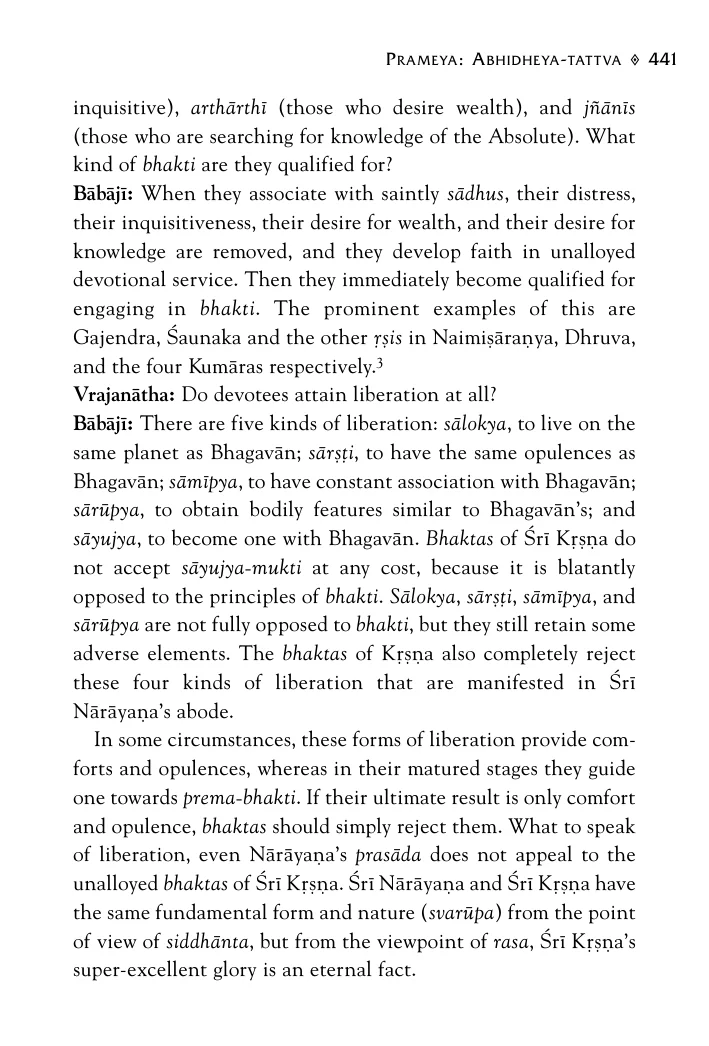 PRAMEYA: ABHIDHEYA-TATTVA ◈ 441
inquisitive), arthārthī (those who desire wealth), and jñānīs
(those who are searching for knowledge of the Absolute). What
kind of bhakti are they qualified for?
Bābājī: When they associate with saintly sādhus, their distress,
their inquisitiveness, their desire for wealth, and their desire for
knowledge are removed, and they develop faith in unalloyed
devotional service. Then they immediately become qualified for
engaging in bhakti. The prominent examples of this are
Gajendra, Śaunaka and the other ṛṣis in Naimiṣāraṇya, Dhruva,
and the four Kumāras respectively.³
Vrajanātha: Do devotees attain liberation at all?
Bābājī: There are five kinds of liberation: sālokya, to live on the
same planet as Bhagavān; sārṣṭi, to have the same opulences as
Bhagavān; sāmīpya, to have constant association with Bhagavān;
sārūpya, to obtain bodily features similar to Bhagavān's; and
sāyujya, to become one with Bhagavān. Bhaktas of Śrī Kṛṣṇa do
not accept sāyujya-mukti at any cost, because it is blatantly
opposed to the principles of bhakti. Sālokya, sārṣṭi, sāmīpya, and
sārūpya are not fully opposed to bhakti, but they still retain some
adverse elements. The bhaktas of Kṛṣṇa also completely reject
these four kinds of liberation that are manifested in Śrī
Nārāyaṇa's abode.
In some circumstances, these forms of liberation provide com-
forts and opulences, whereas in their matured stages they guide
one towards prema-bhakti. If their ultimate result is only comfort
and opulence, bhaktas should simply reject them. What to speak
of liberation, even Nārāyaṇa's prasāda does not appeal to the
unalloyed bhaktas of Śrī Kṛṣṇa. Śrī Nārāyaṇa and Śrī Kṛṣṇa have
the same fundamental form and nature (svarūpa) from the point
of view of siddhānta, but from the viewpoint of rasa, Śrī Kṛṣṇa's
super-excellent glory is an eternal fact.